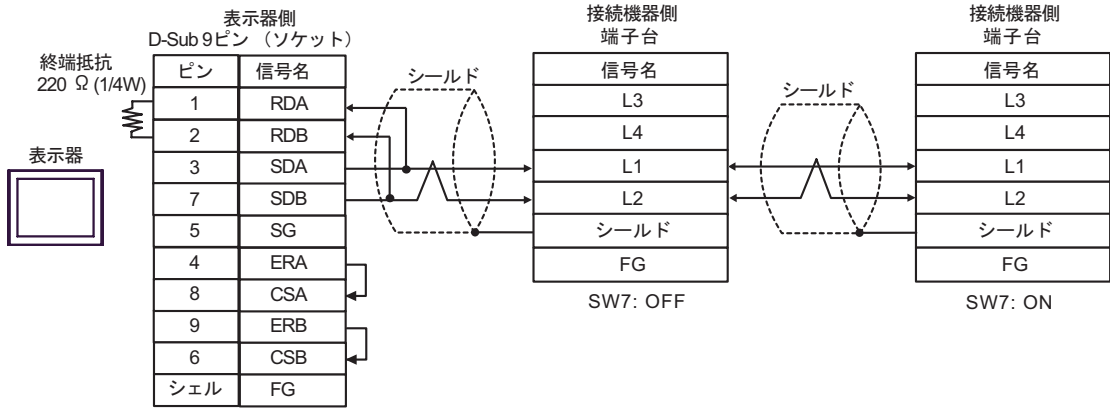 表示器側
D-Sub 9ピン （ソケット）
終端抵抗
220 Ω (1/4W)
表示器
ピン 信号名
1 RDA
2 RDB
3 SDA
7 SDB
5 SG
4 ERA
8 CSA
9 ERB
6 CSB
シェル FG
シールド
接続機器側
端子台
信号名
L3
L4
L1
L2
シールド
FG
SW7: OFF
シールド
接続機器側
端子台
信号名
L3
L4
L1
L2
シールド
FG
SW7: ON